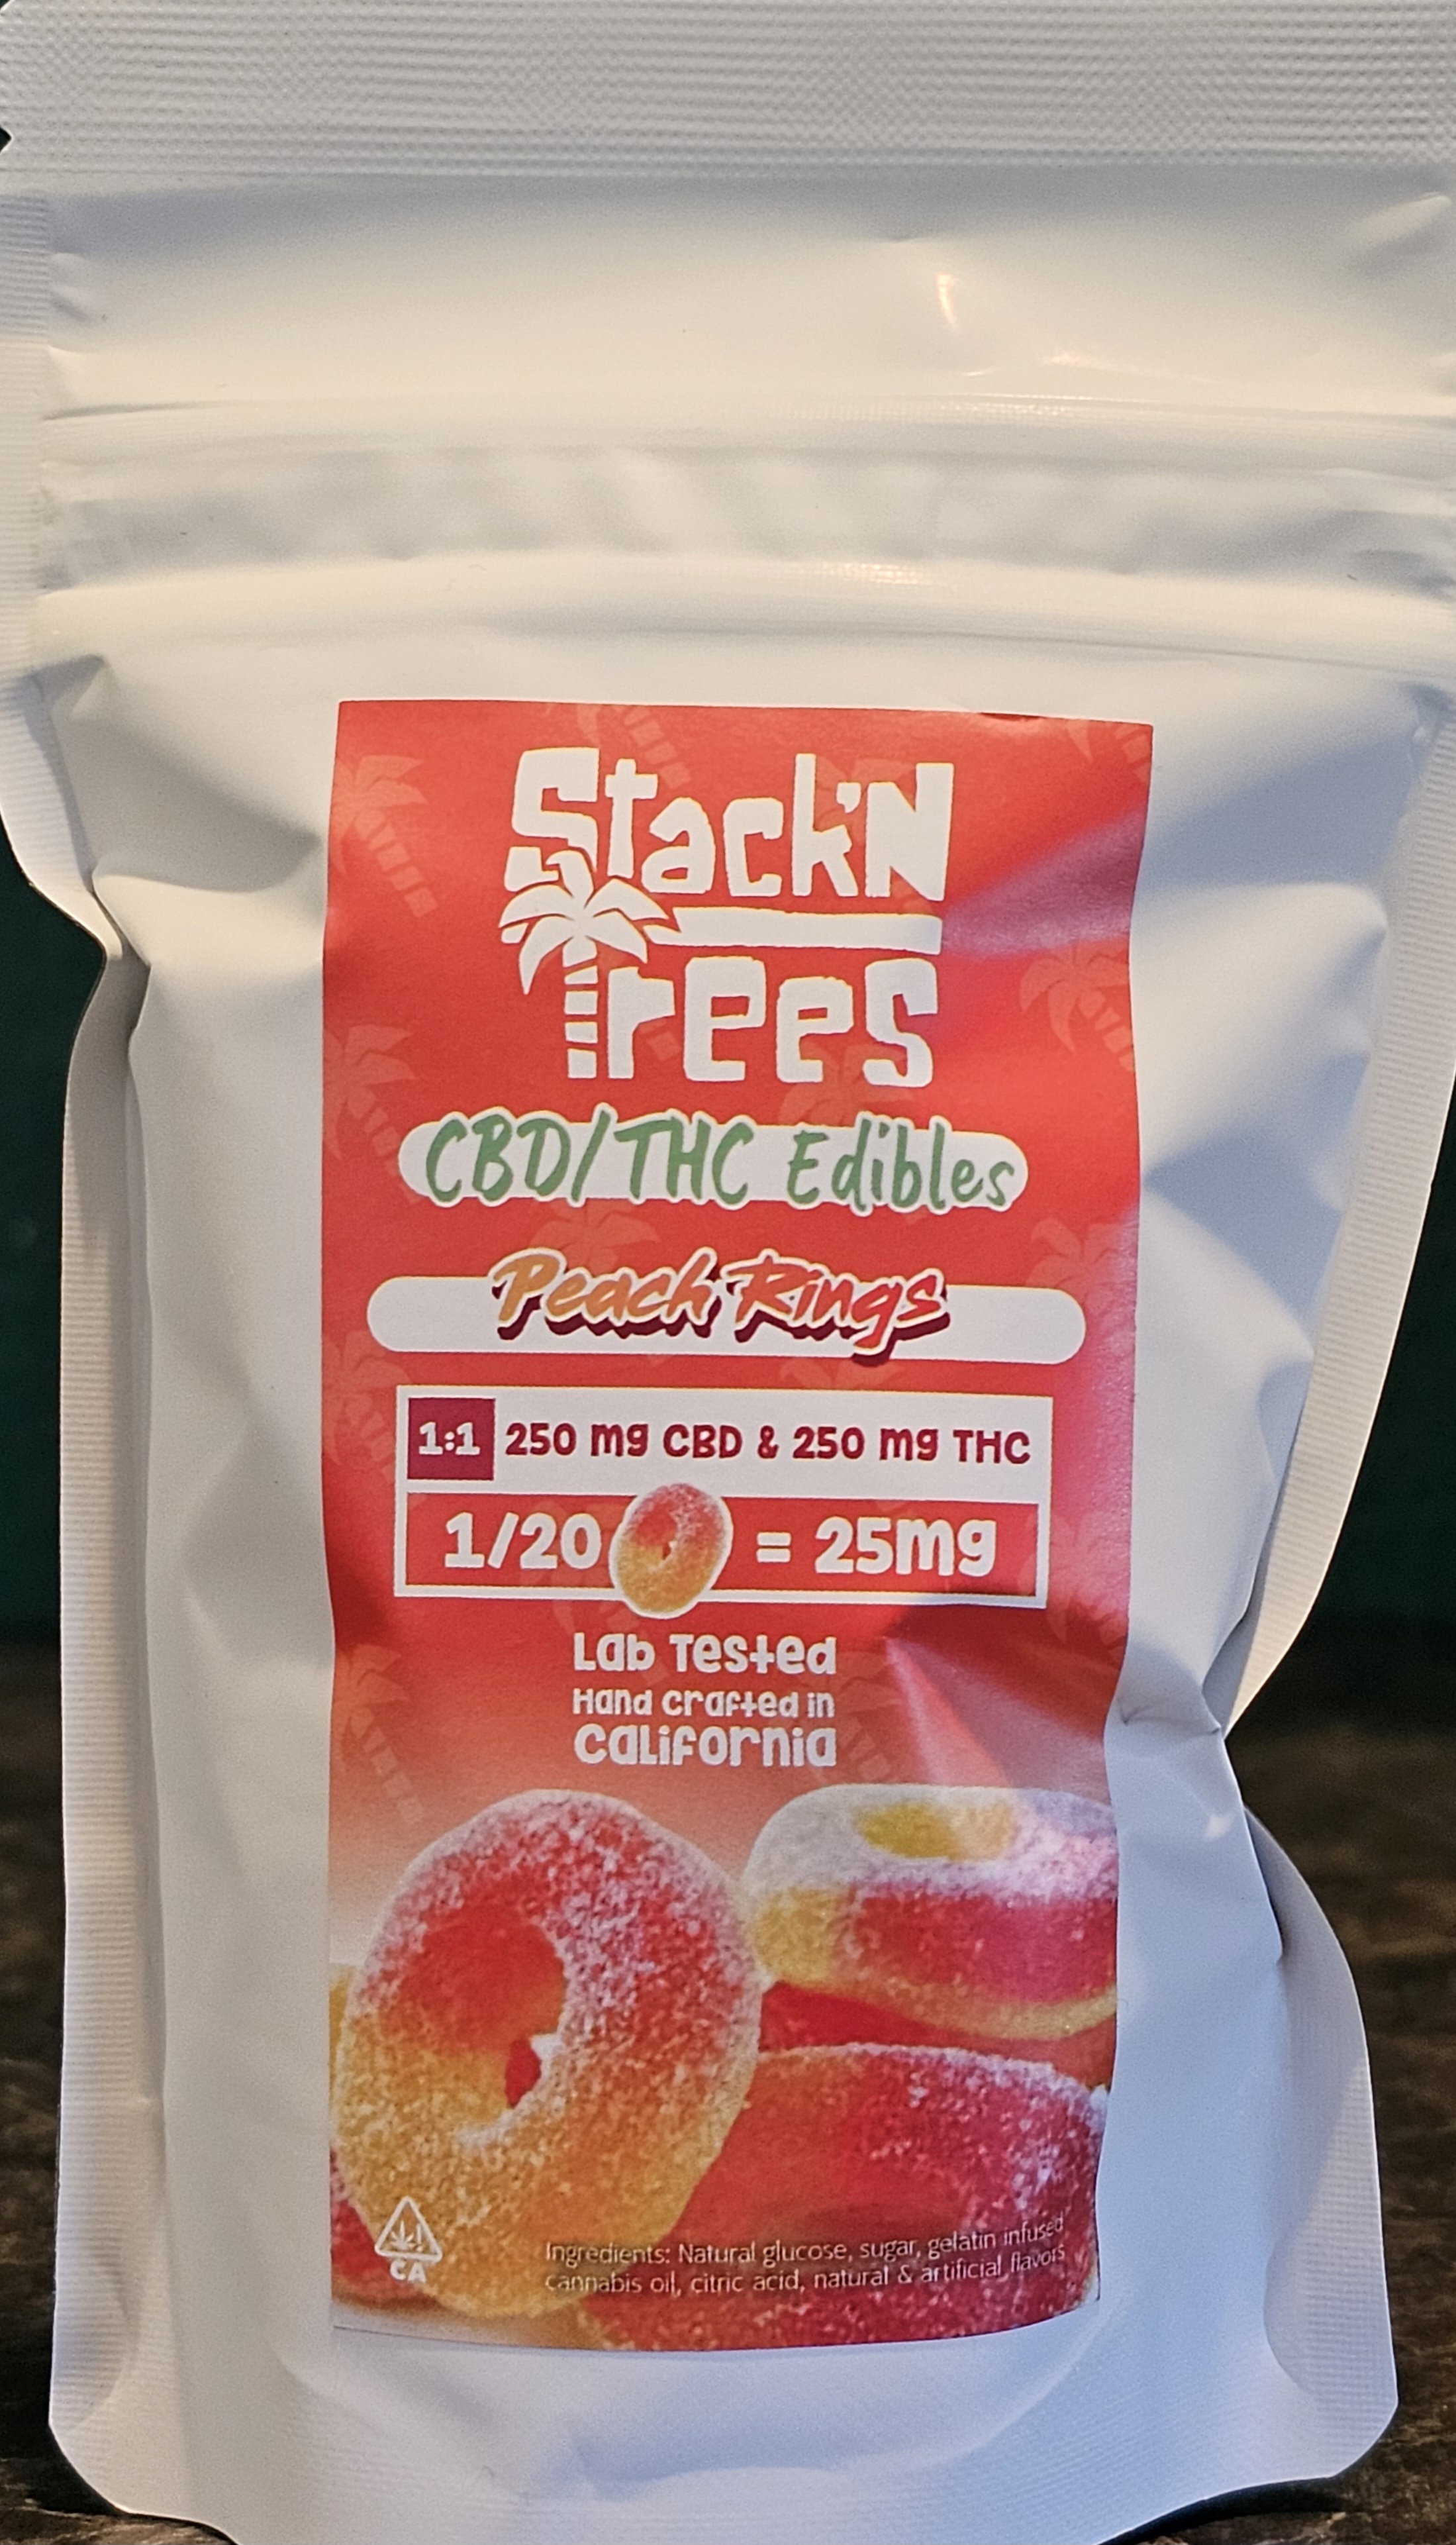 Stack'N
Trees
CBD/THC Edibles
Peach Rings
1:1 250 mg CBD & 250 mg THC
1/20 = 25mg
Lab Tested
Hand Crafted in
California
CA
Ingredients: Natural glucose, sugar, gelatin infused
cannabis oil, citric acid, natural & artificial flavors